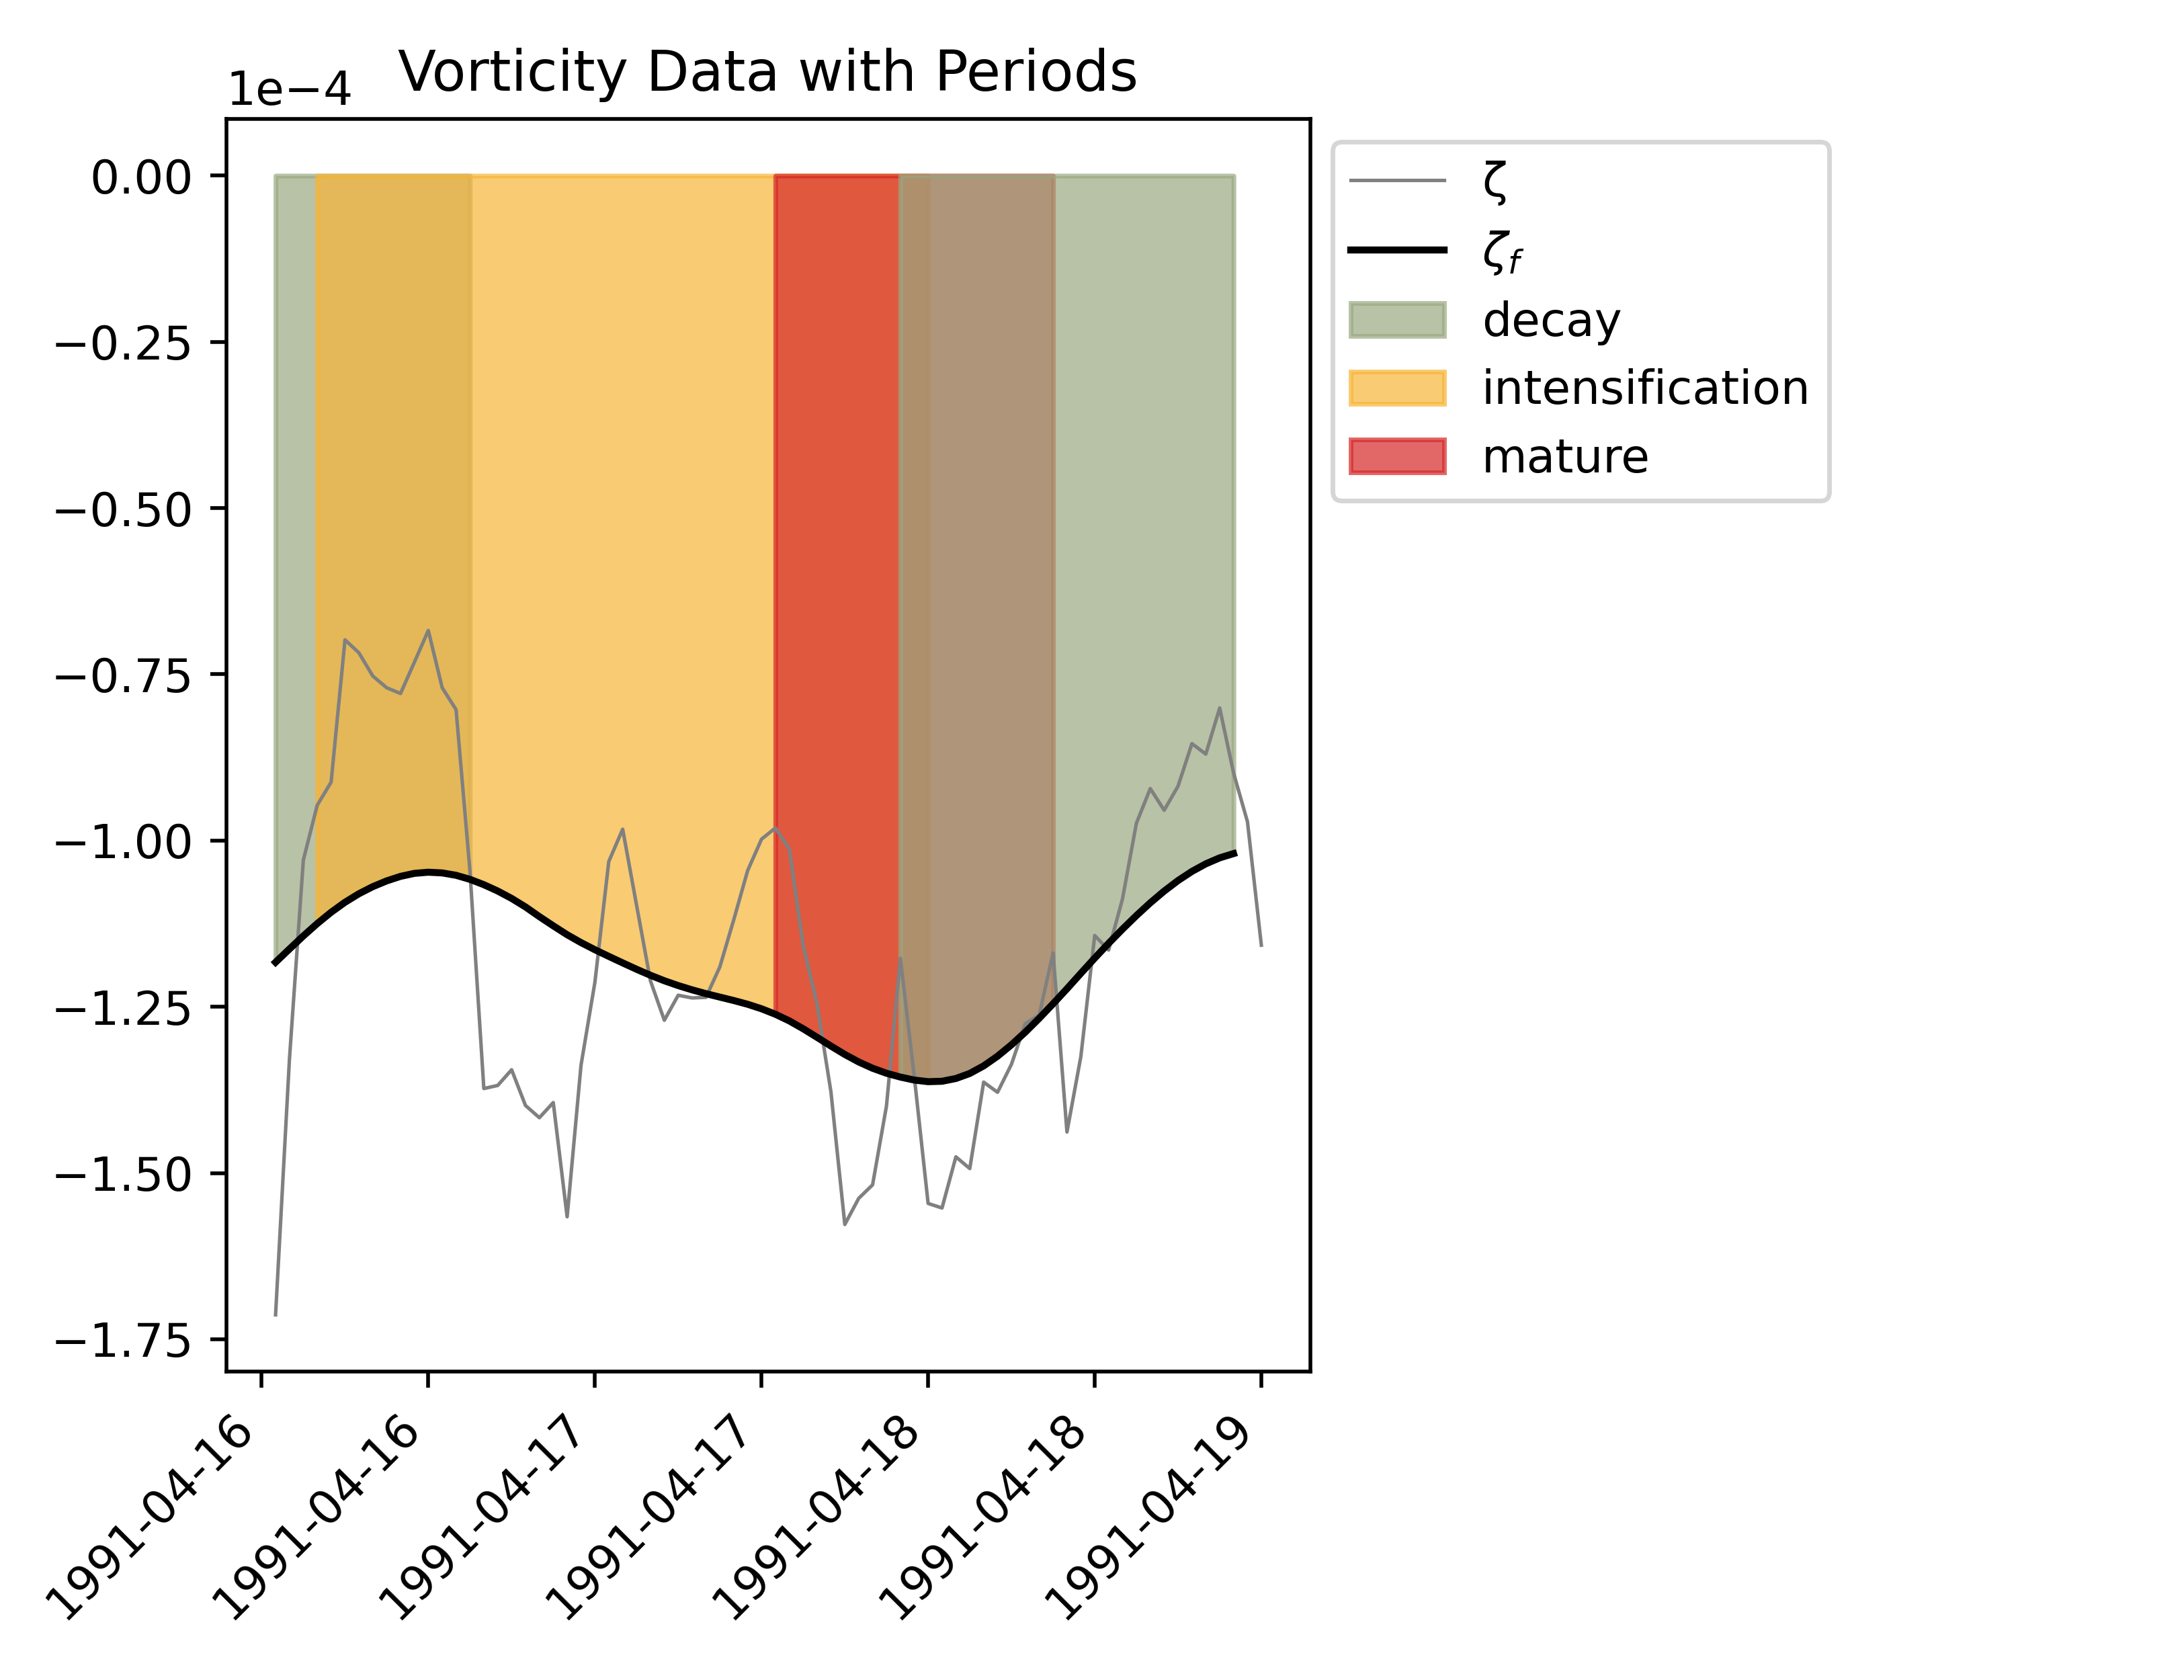 Vorticity Data with Periods
1e−4
0.00
−0.25
−0.50
−0.75
−1.00
−1.25
−1.50
−1.75
1991-04-16
1991-04-16
1991-04-17
1991-04-17
1991-04-18
1991-04-18
1991-04-19
ζ
ζf
decay
intensification
mature